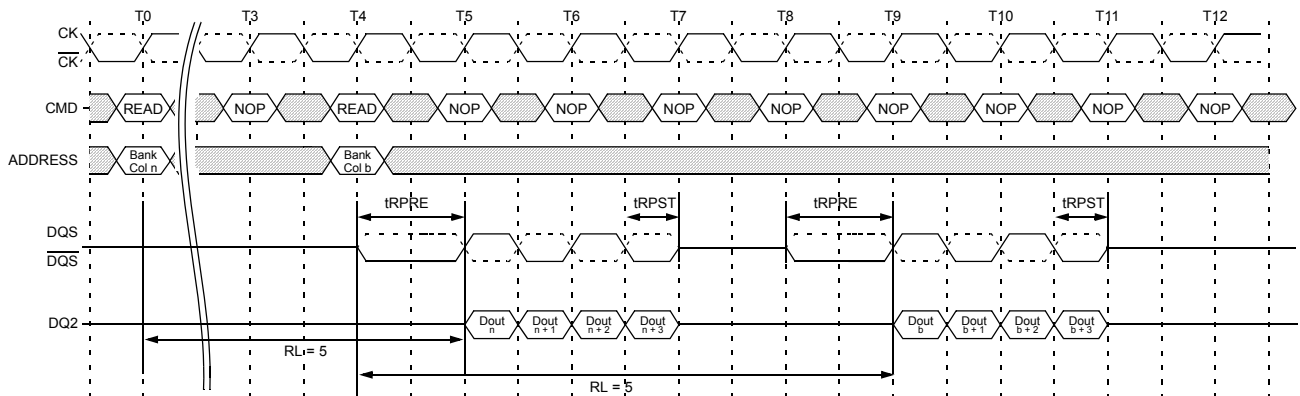 T0 T3 T4 T5 T6 T7 T8 T9 T10 T11 T12
CK
CK
CMD READ NOP READ NOP NOP NOP NOP NOP NOP NOP NOP
ADDRESS Bank Col n Bank Col b
tRPRE tRPST tRPRE tRPST
DQS
DQS
DQ2 Dout n Dout n + 1 Dout n + 2 Dout n + 3 Dout b Dout b + 1 Dout b + 2 Dout b + 3
RL = 5
RL = 5